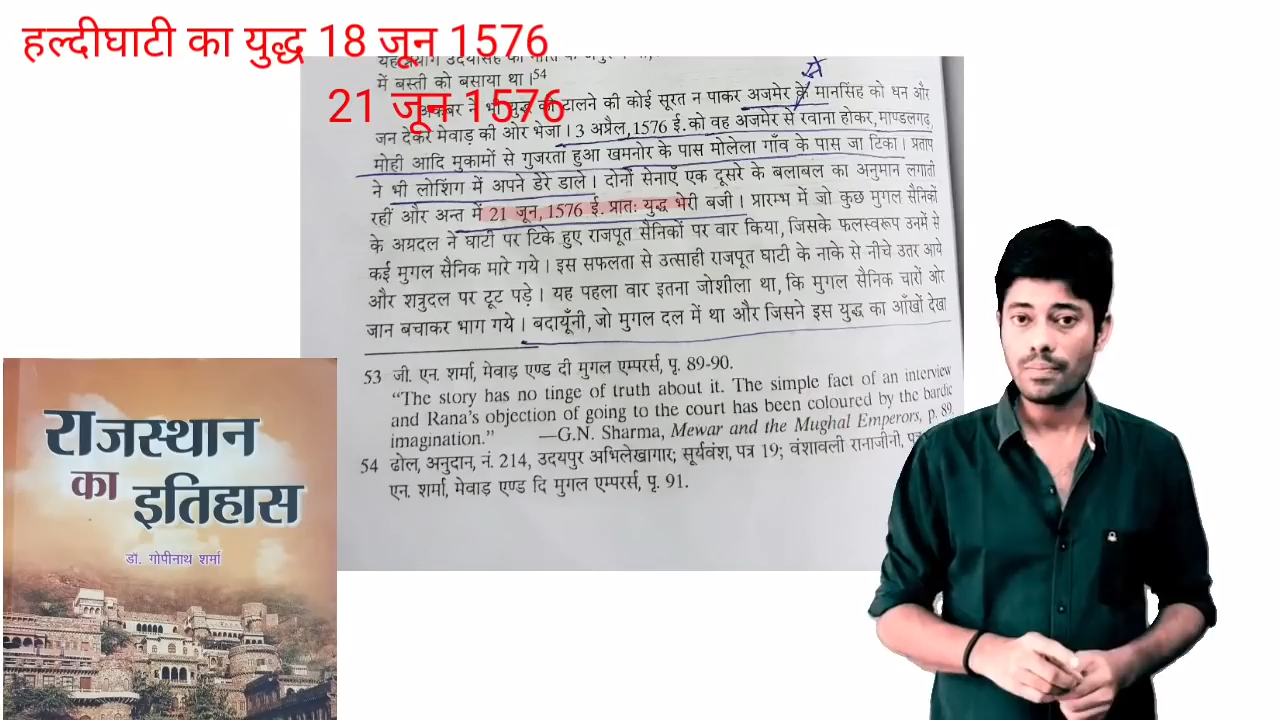 हल्दीघाटी का युद्ध 18 जून 1576
21 जून 1576
में बस्ती को बसाया था।54
अकबर ने भी युद्ध को टालने की कोई सूरत न पाकर अजमेर के मानसिंह को धन और
जन देकर मेवाड़ की ओर भेजा। 3 अप्रैल, 1576 ई. को वह अजमेर से रवाना होकर, माण्डलगढ़,
मोही आदि मुकामों से गुजरता हुआ खमनोर के पास मोलेला गाँव के पास जा टिका। प्रताप
ने भी लोशिंग में अपने डेरे डाले। दोनों सेनाएँ एक दूसरे के बलाबल का अनुमान लगाती
रहीं और अन्त में 21 जून, 1576 ई. प्रातः युद्ध भेरी बजी। प्रारम्भ में जो कुछ मुगल सैनिकों
के अग्रदल ने घाटी पर टिके हुए राजपूत सैनिकों पर वार किया, जिसके फलस्वरूप उनमें से
कई मुगल सैनिक मारे गये। इस सफलता से उत्साही राजपूत घाटी के नाके से नीचे उतर आये
और शत्रुदल पर टूट पड़े। यह पहला वार इतना जोशीला था, कि मुगल सैनिक चारों ओर
जान बचाकर भाग गये। बदायूँनी, जो मुगल दल में था और जिसने इस युद्ध का आँखों देखा
53 जी. एन. शर्मा, मेवाड़ एण्ड दी मुगल एम्परर्स, पृ. 89-90.
“The story has no tinge of truth about it. The simple fact of an interview
and Rana's objection of going to the court has been coloured by the bardic
imagination.” —G.N. Sharma, Mewar and the Mughal Emperors, p. 89.
54 ढोल, अनुदान, नं. 214, उदयपुर अभिलेखागार; सूर्यवंश, पत्र 19; वंशावली रानाजीनी,
एन. शर्मा, मेवाड़ एण्ड दि मुगल एम्परर्स, पृ. 91.
राजस्थान
का
इतिहास
डॉ. गोपीनाथ शर्मा